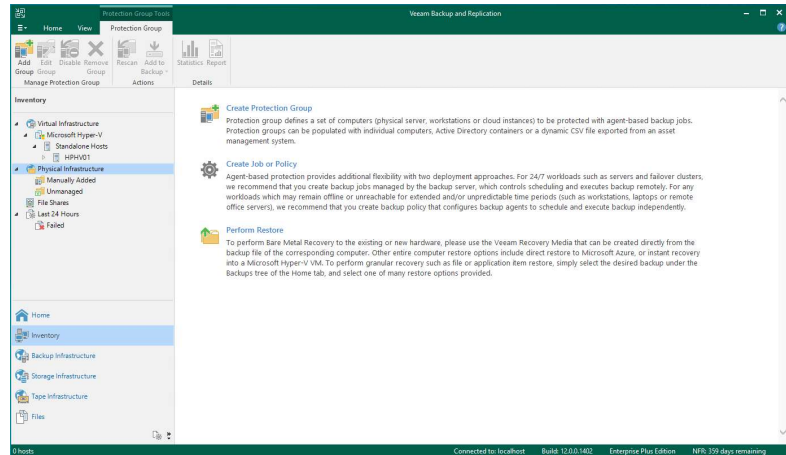 Protection Group Tools
Veeam Backup and Replication
Home View Protection Group
Add Group
Edit Group
Disable
Remove Group
Rescan
Add to Backup
Statistics
Report
Manage Protection Group
Actions
Details
Inventory
Virtual Infrastructure
Microsoft Hyper-V
Standalone Hosts
HPHV01
Physical Infrastructure
Manually Added
Unmanaged
File Shares
Last 24 Hours
Failed
Home
Inventory
Backup Infrastructure
Storage Infrastructure
Tape Infrastructure
Files
Create Protection Group
Protection group defines a set of computers (physical server, workstations or cloud instances) to be protected with agent-based backup jobs.
Protection groups can be populated with individual computers, Active Directory containers or a dynamic CSV file exported from an asset
management system.
Create Job or Policy
Agent-based protection provides additional flexibility with two deployment approaches. For 24/7 workloads such as servers and failover clusters,
we recommend that you create backup jobs managed by the backup server, which controls scheduling and executes backup remotely. For any
workloads which may remain offline or unreachable for extended and/or unpredictable time periods (such as workstations, laptops or remote
office servers), we recommend that you create backup policy that configures backup agents to schedule and execute backup independently.
Perform Restore
To perform Bare Metal Recovery to the existing or new hardware, please use the Veeam Recovery Media that can be created directly from the
backup file of the corresponding computer. Other entire computer restore options include direct restore to Microsoft Azure, or instant recovery
into a Microsoft Hyper-V VM. To perform granular recovery such as file or application item restore, simply select the desired backup under the
Backups tree of the Home tab, and select one of many restore options provided.
0 hosts
Connected to: localhost
Build: 12.0.0.1402
Enterprise Plus Edition
NFR: 359 days remaining